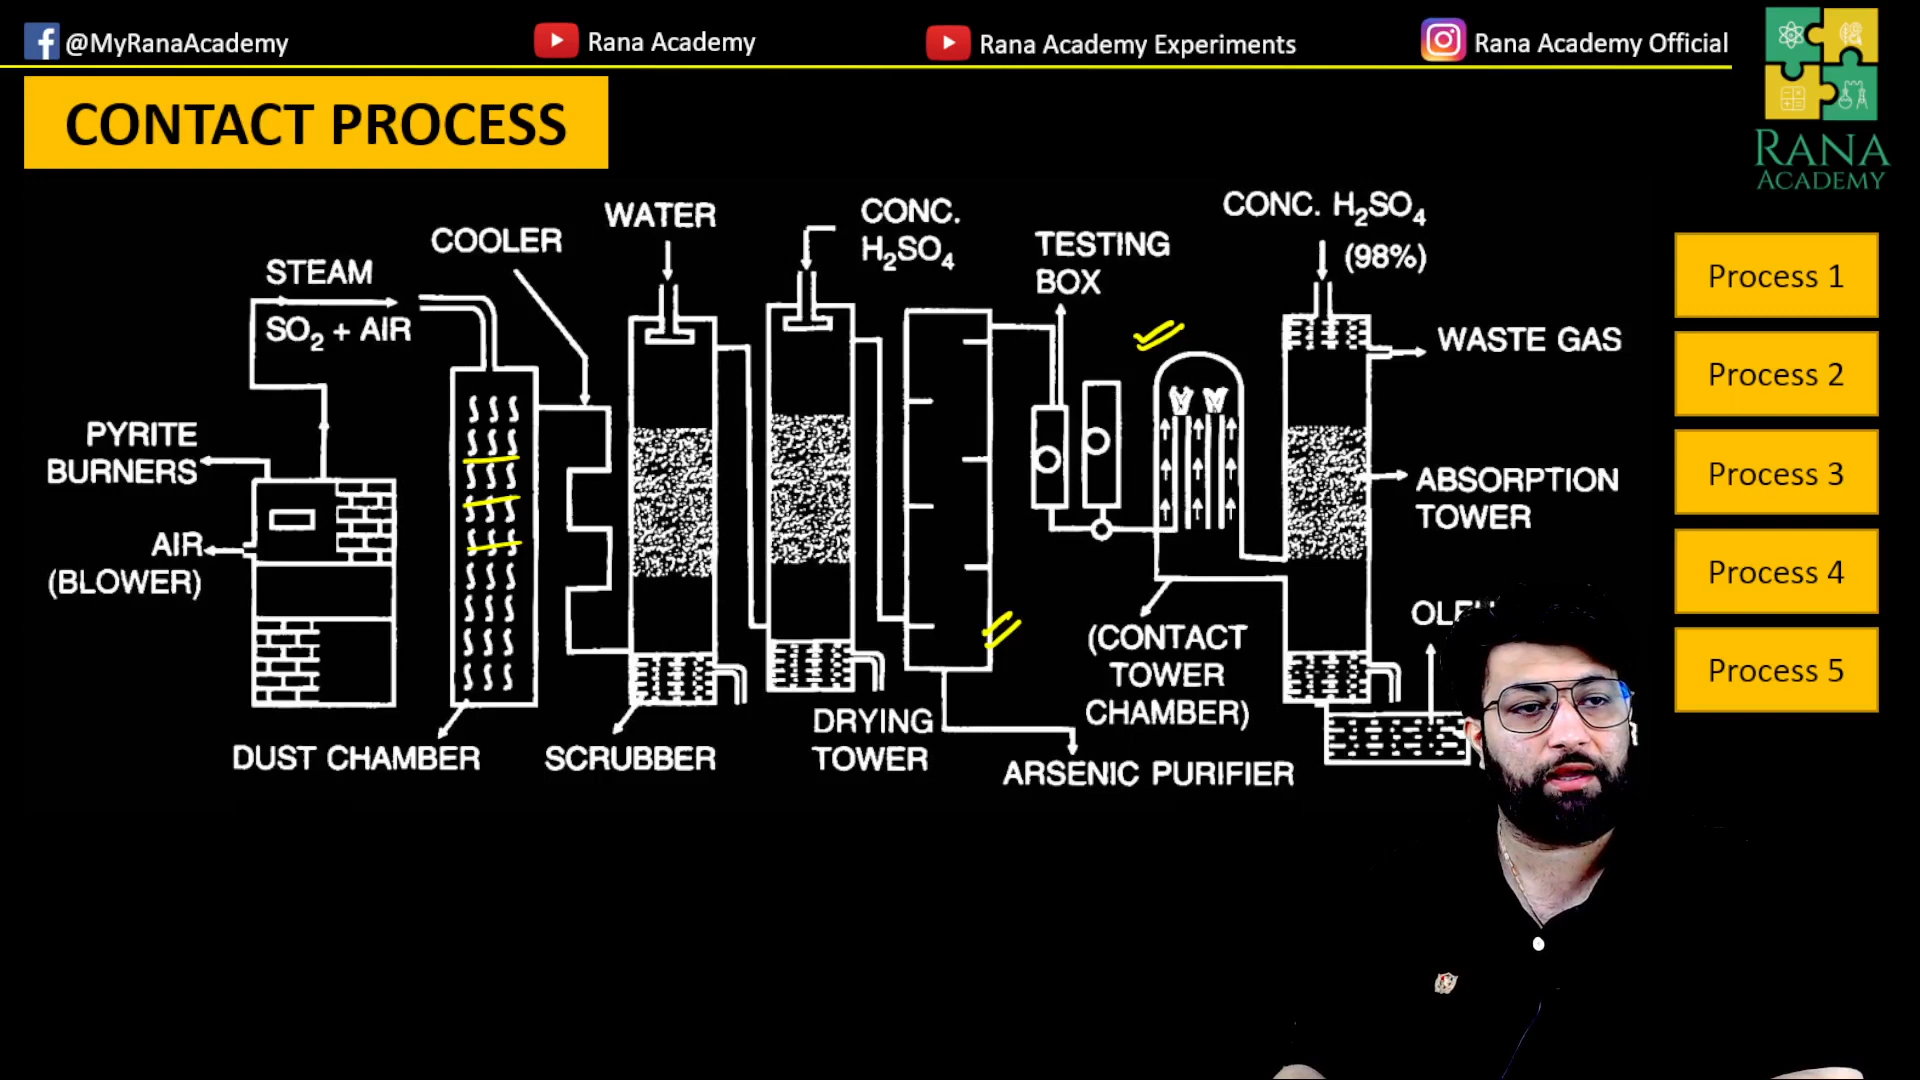 @MyRanaAcademy
Rana Academy
Rana Academy Experiments
Rana Academy Official
RANA
ACADEMY
CONTACT PROCESS
STEAM
SO₂ + AIR
COOLER
WATER
CONC.
H₂SO₄
TESTING
BOX
CONC. H₂SO₄
(98%)
WASTE GAS
PYRITE
BURNERS
AIR
(BLOWER)
ABSORPTION
TOWER
(CONTACT
TOWER
CHAMBER)
DUST CHAMBER
SCRUBBER
DRYING
TOWER
ARSENIC PURIFIER
Process 1
Process 2
Process 3
Process 4
Process 5